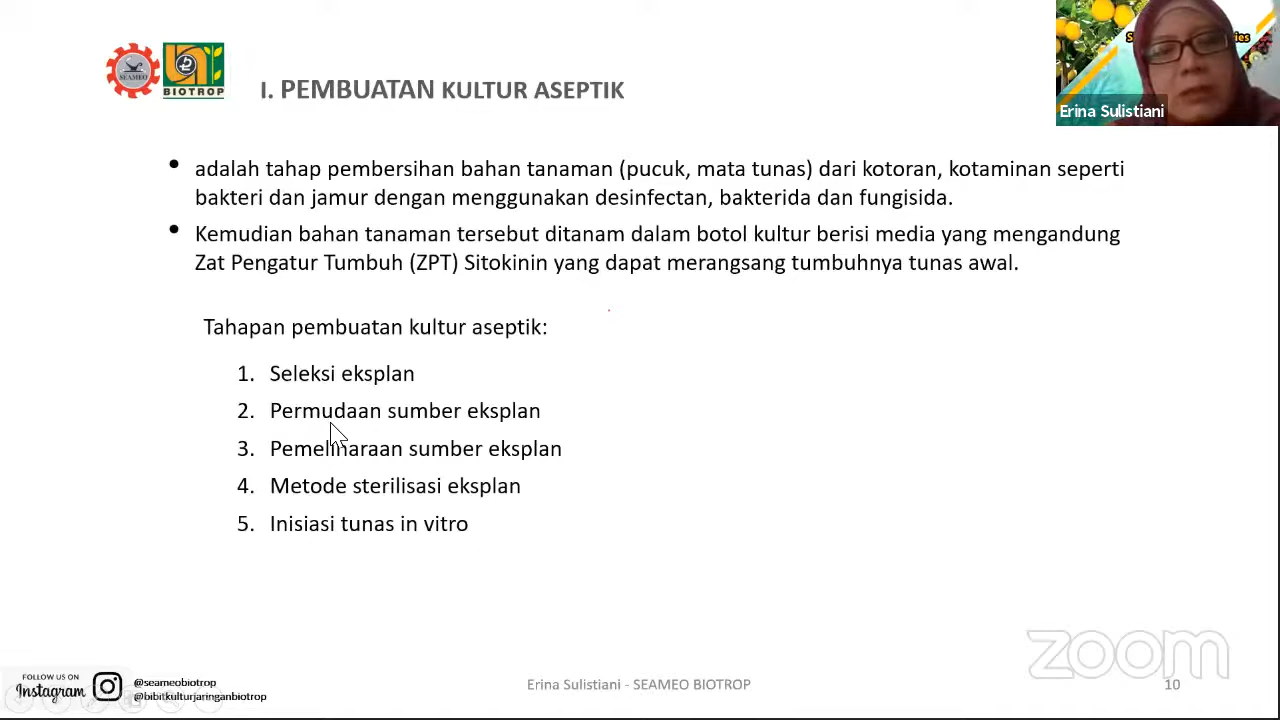 SEAMEO
BIOTROP
I. PEMBUATAN KULTUR ASEPTIK
Erina Sulistiani
• adalah tahap pembersihan bahan tanaman (pucuk, mata tunas) dari kotoran, kotaminan seperti
bakteri dan jamur dengan menggunakan desinfectan, bakterida dan fungisida.
• Kemudian bahan tanaman tersebut ditanam dalam botol kultur berisi media yang mengandung
Zat Pengatur Tumbuh (ZPT) Sitokinin yang dapat merangsang tumbuhnya tunas awal.
Tahapan pembuatan kultur aseptik:
1. Seleksi eksplan
2. Permudaan sumber eksplan
3. Pemeliharaan sumber eksplan
4. Metode sterilisasi eksplan
5. Inisiasi tunas in vitro
zoom
FOLLOW US ON
Instagram
@seameobiotrop
@bibitkulturjaringanbiotrop
Erina Sulistiani - SEAMEO BIOTROP
10